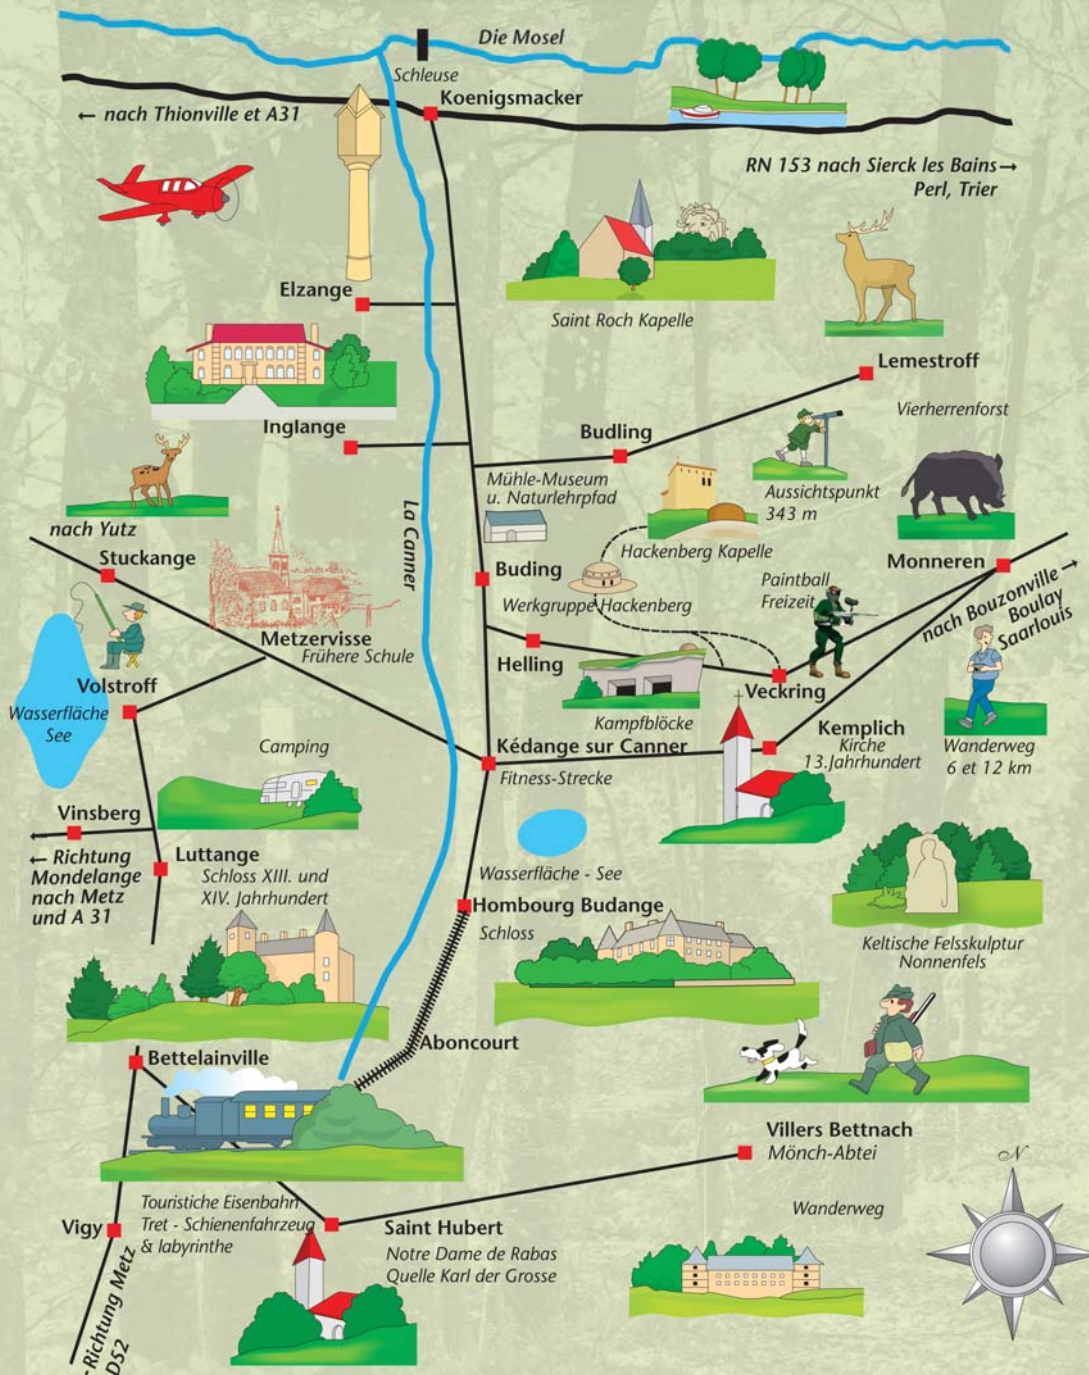 Die Mosel
Schleuse
Koenigsmacker
← nach Thionville et A31
RN 153 nach Sierck les Bains→
Perl, Trier
Elzange
Saint Roch Kapelle
Lemestroff
Vierherrenforst
Inglange
Budling
Mühle-Museum
u. Naturlehrpfad
Aussichtspunkt
343 m
La Canner
nach Yutz
Stuckange
Hackenberg Kapelle
Monneren
Buding
Werkgruppe Hackenberg
Paintball
Freizeit
nach Bouzonville →
Boulay
Saarlouis
Metzervisse
Frühere Schule
Helling
Veckring
Volstroff
Wasserfläche
See
Kampfblöcke
Kemplich
Kirche
13.Jahrhundert
Wanderweg
6 et 12 km
Camping
Kédange sur Canner
Fitness-Strecke
Vinsberg
← Richtung
Mondelange
nach Metz
und A 31
Luttange
Schloss XIII. und
XIV. Jahrhundert
Wasserfläche - See
Hombourg Budange
Schloss
Keltische Felsskulptur
Nonnenfels
Aboncourt
Bettelainville
Villers Bettnach
Mönch-Abtei
N
Touristiche Eisenbahn
Tret - Schienenfahrzeug
& labyrinthe
Wanderweg
Vigy
Saint Hubert
Notre Dame de Rabas
Quelle Karl der Grosse
←Richtung Metz
D52